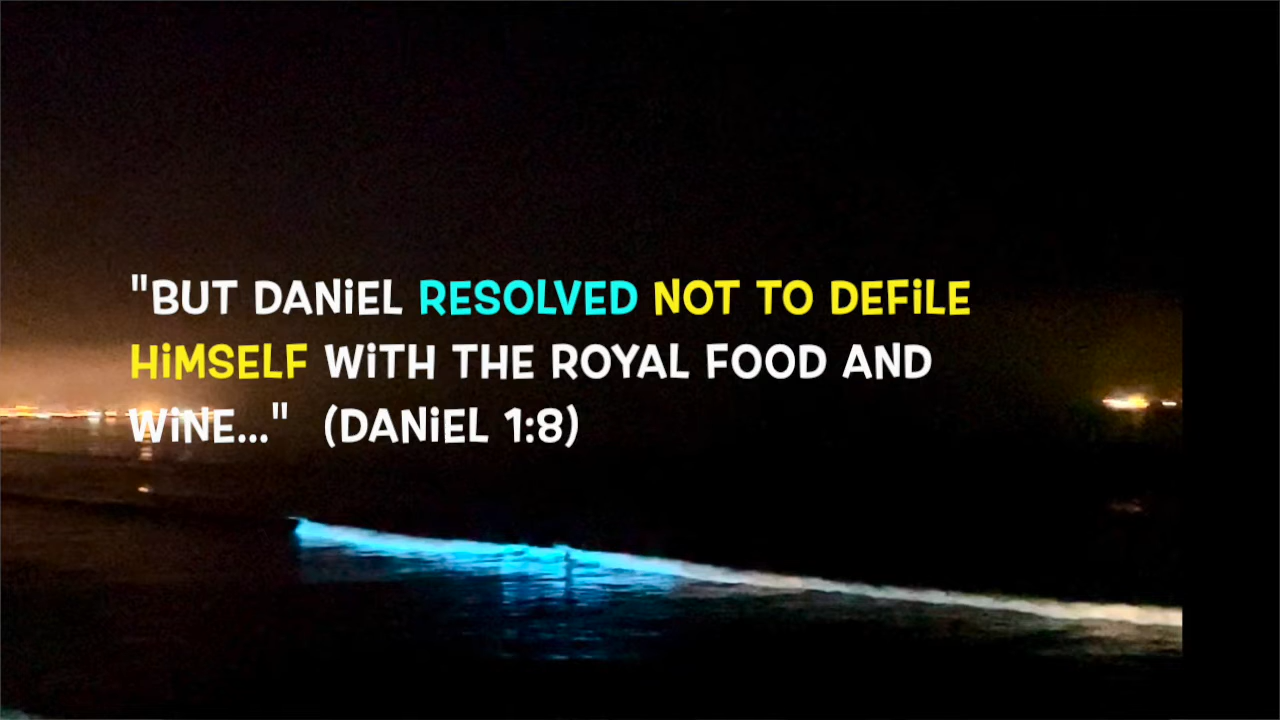 "BUT DANiEL RESOLVED NOT TO DEFiLE
HiMSELF WiTH THE ROYAL FOOD AND
WiNE..." (DANiEL 1:8)